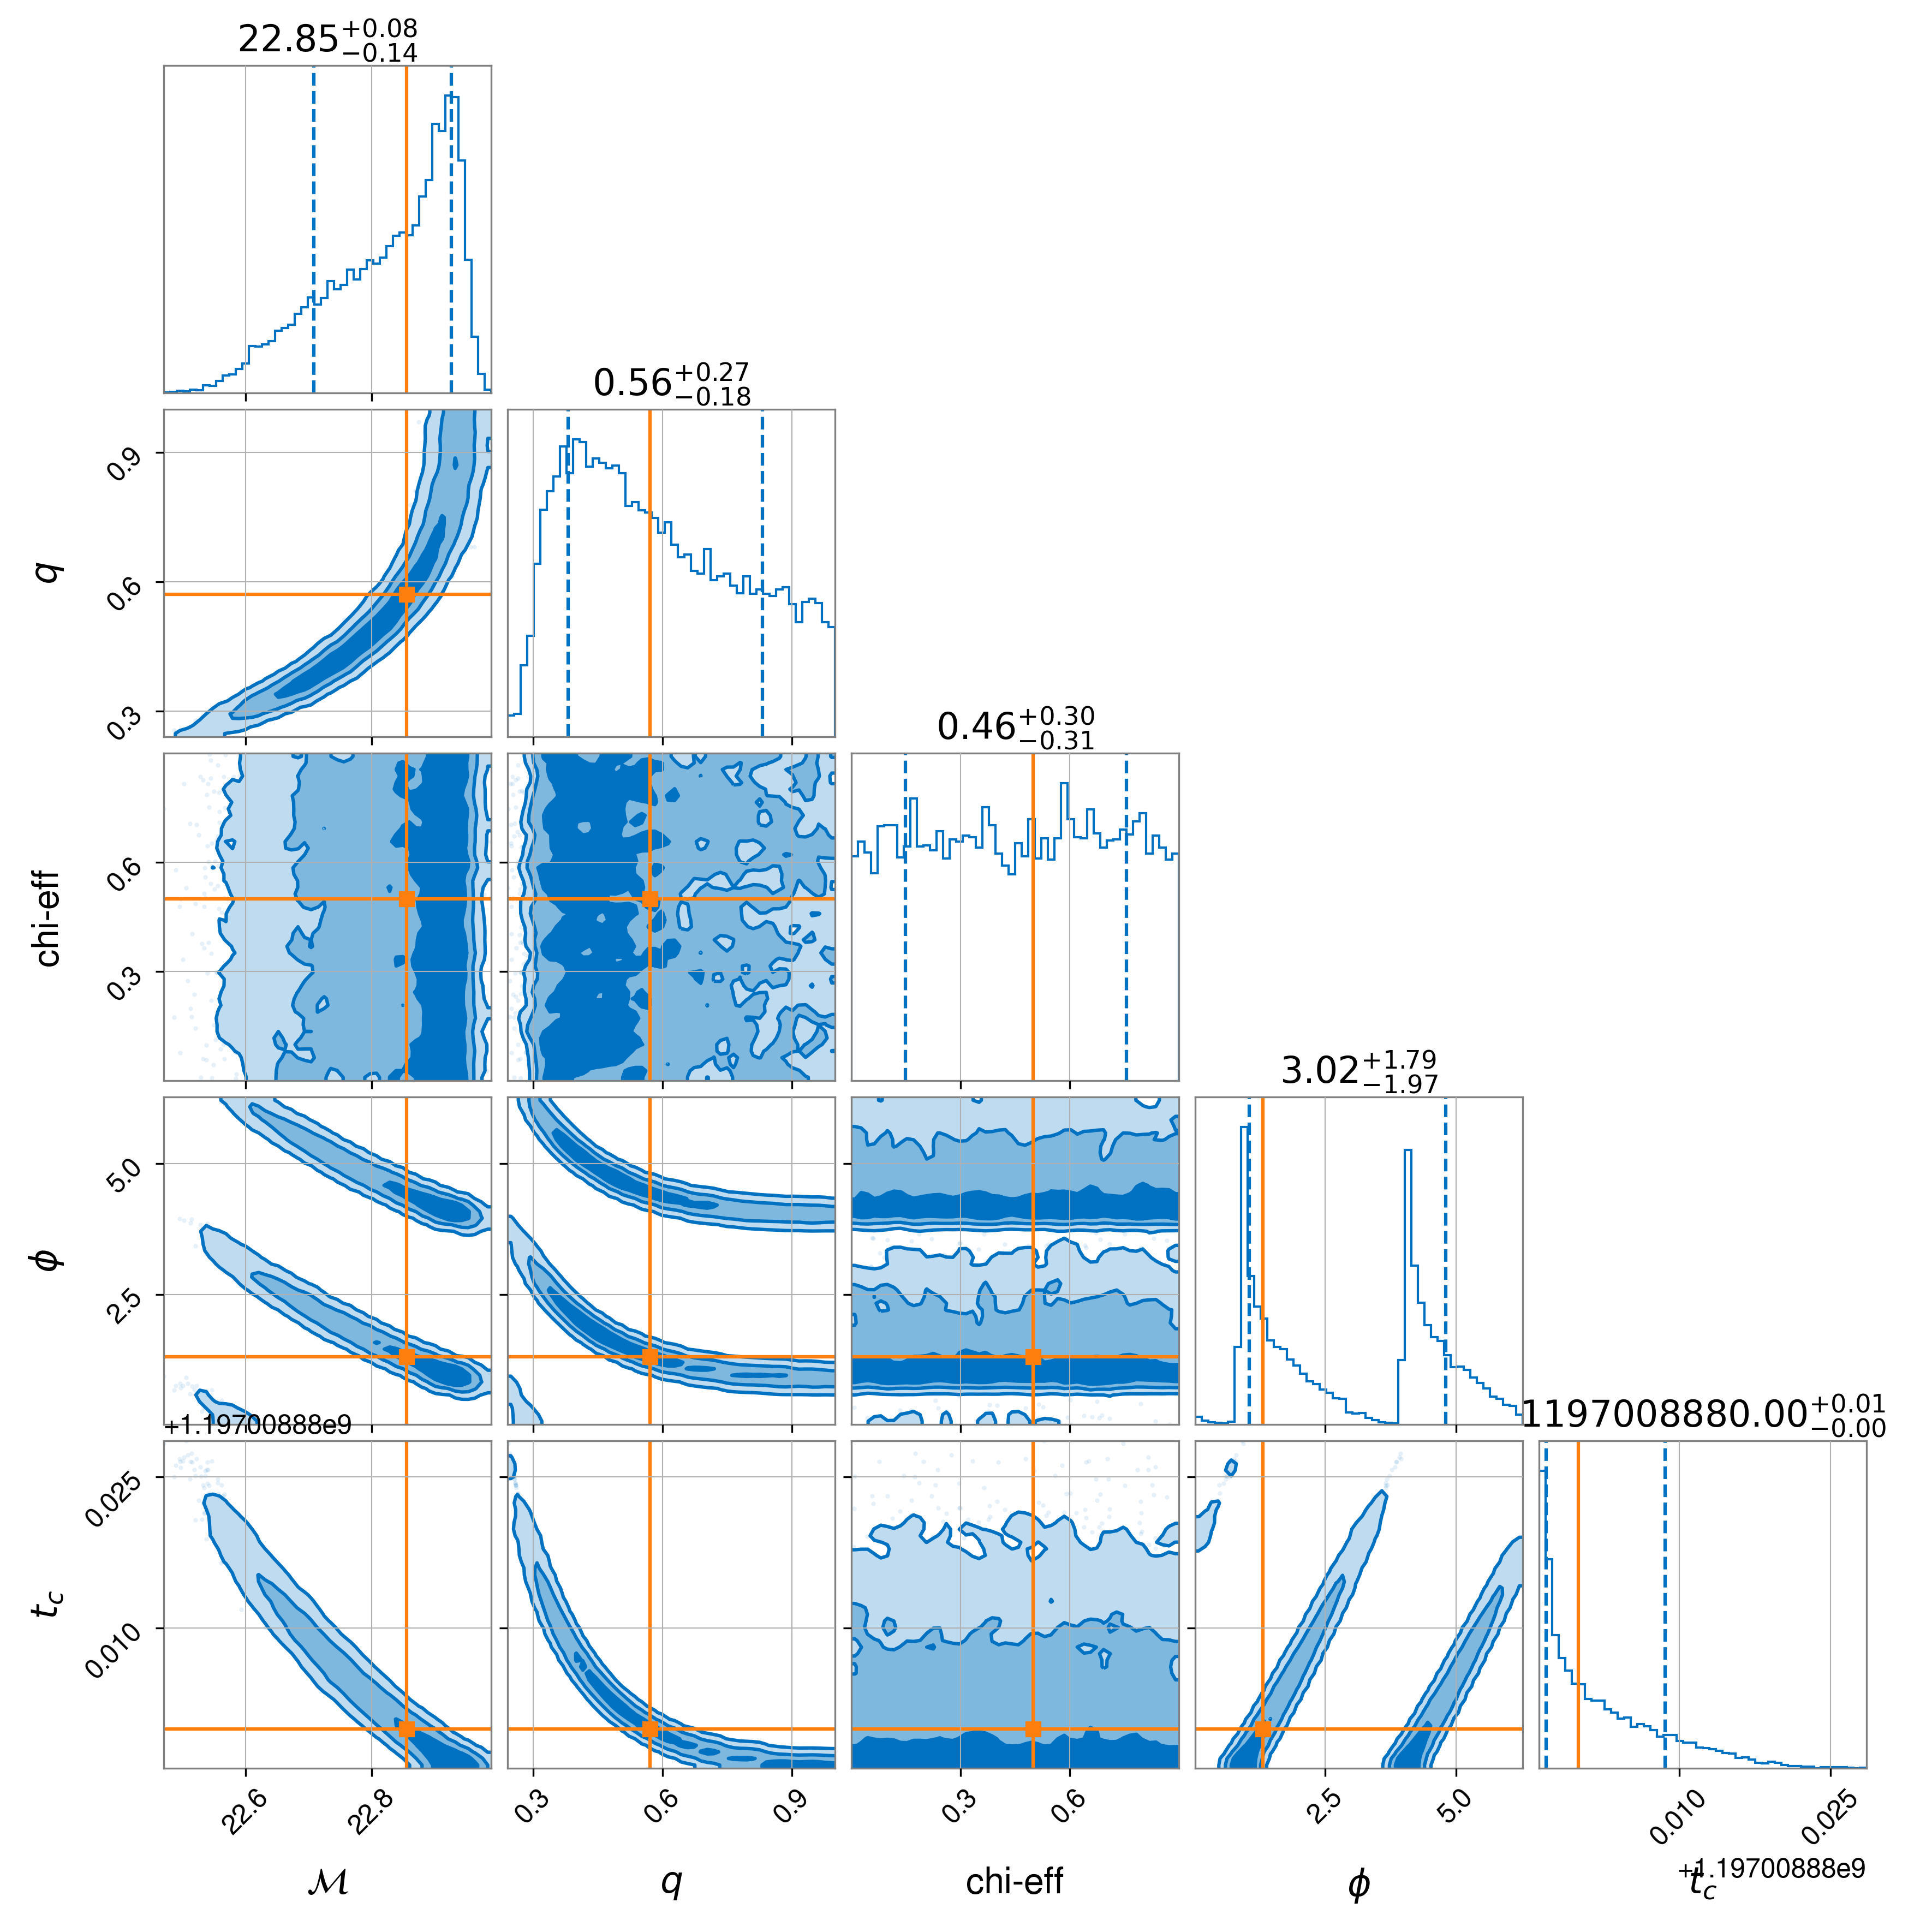 22.85+0.08−0.14
0.56+0.27−0.18
0.9
0.6
0.3
q
0.46+0.30−0.31
0.6
0.3
chi-eff
3.02+1.79−1.97
5.0
2.5
ϕ
1197008880.00+0.01−0.00
+1.19700888e9
0.025
0.010
tc
22.6 22.8 0.3 0.6 0.9 0.3 0.6 2.5 5.0 0.010 0.025
+1.19700888e9
ℳ q chi-eff ϕ tc